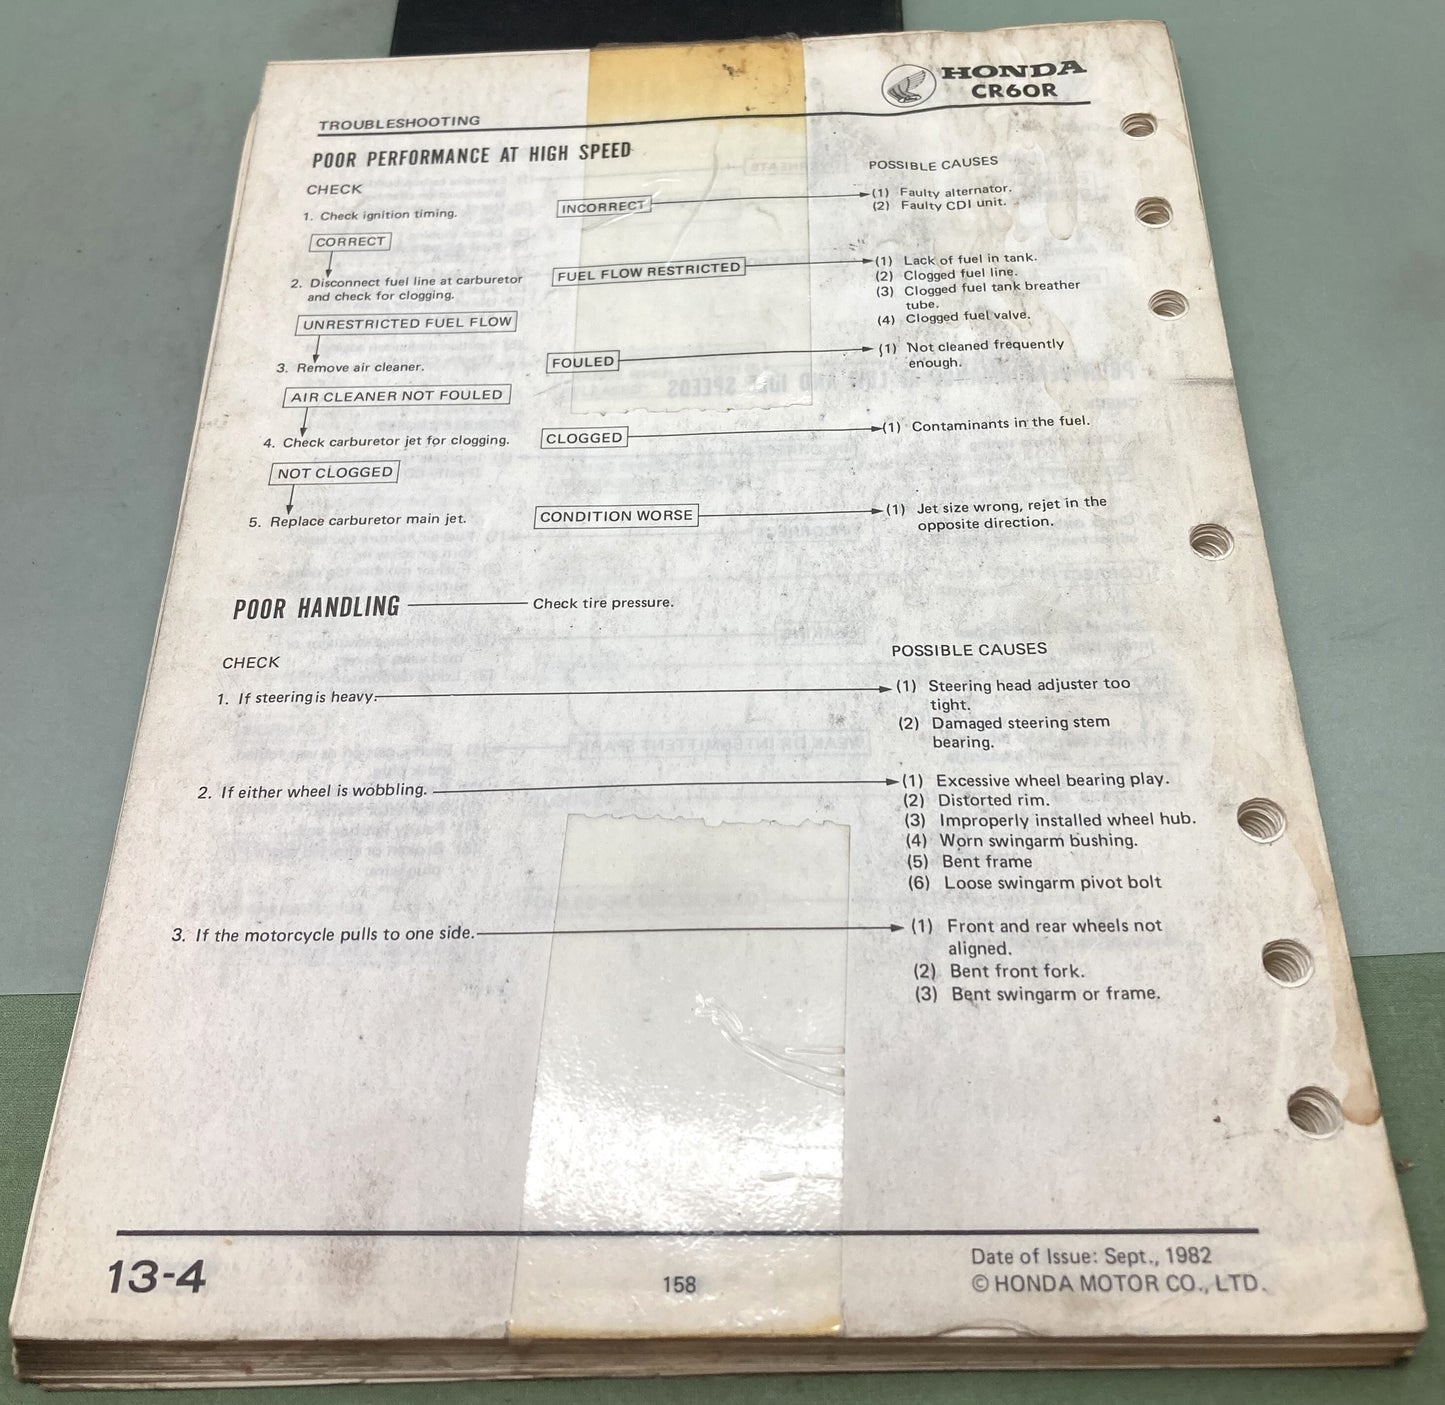 HONDA
CR60R
TROUBLESHOOTING
POOR PERFORMANCE AT HIGH SPEED
CHECK
POSSIBLE CAUSES
1. Check ignition timing.
INCORRECT
(1) Faulty alternator.
(2) Faulty CDI unit.
CORRECT
2. Disconnect fuel line at carburetor
and check for clogging.
FUEL FLOW RESTRICTED
(1) Lack of fuel in tank.
(2) Clogged fuel line.
(3) Clogged fuel tank breather
tube.
(4) Clogged fuel valve.
UNRESTRICTED FUEL FLOW
3. Remove air cleaner.
FOULED
(1) Not cleaned frequently
enough.
AIR CLEANER NOT FOULED
4. Check carburetor jet for clogging.
CLOGGED
(1) Contaminants in the fuel.
NOT CLOGGED
5. Replace carburetor main jet.
CONDITION WORSE
(1) Jet size wrong, rejet in the
opposite direction.
POOR HANDLING
Check tire pressure.
CHECK
POSSIBLE CAUSES
1. If steering is heavy.
(1) Steering head adjuster too
tight.
(2) Damaged steering stem
bearing.
2. If either wheel is wobbling.
(1) Excessive wheel bearing play.
(2) Distorted rim.
(3) Improperly installed wheel hub.
(4) Worn swingarm bushing.
(5) Bent frame
(6) Loose swingarm pivot bolt
3. If the motorcycle pulls to one side.
(1) Front and rear wheels not
aligned.
(2) Bent front fork.
(3) Bent swingarm or frame.
13-4
158
Date of Issue: Sept., 1982
© HONDA MOTOR CO., LTD.